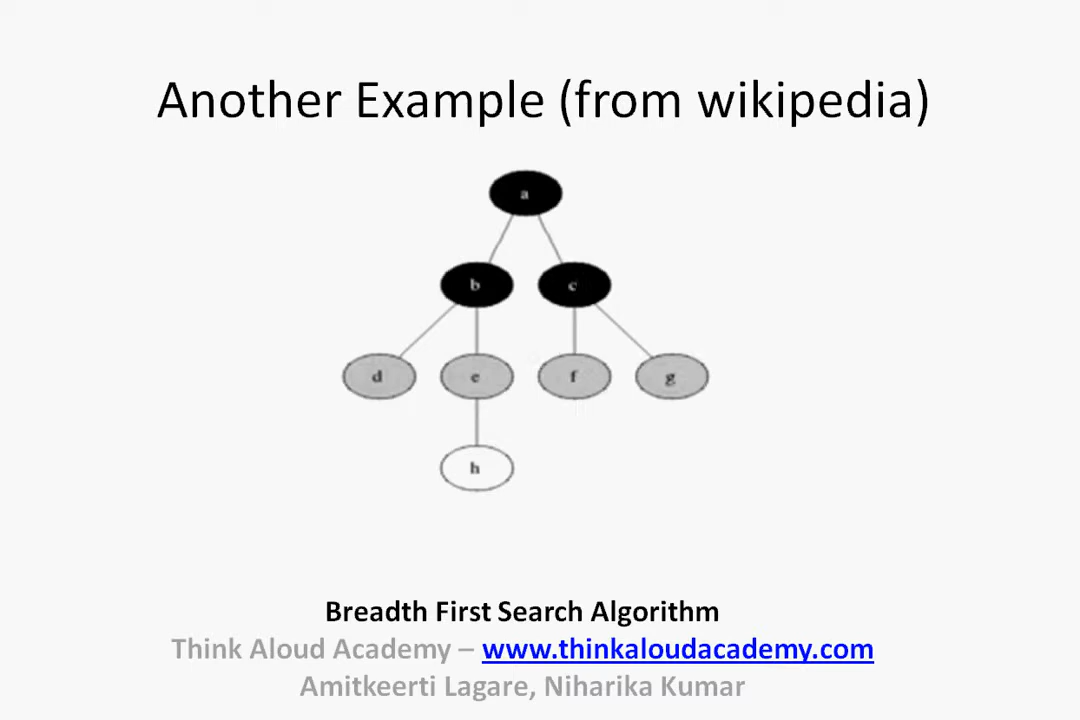 Another Example (from wikipedia)
a
b c
d e f g
h
Breadth First Search Algorithm
Think Aloud Academy – www.thinkaloudacademy.com
Amitkeerti Lagare, Niharika Kumar